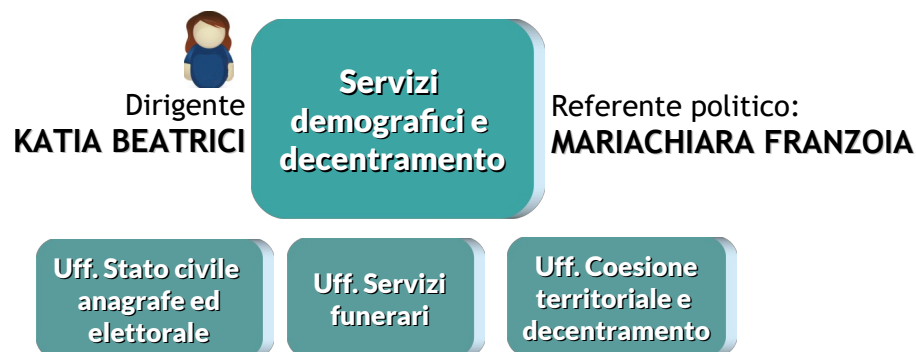 Dirigente
KATIA BEATRICI
Servizi
demografici e
decentramento
Referente politico:
MARIACHIARA FRANZOIA
Uff. Stato civile
anagrafe ed
elettorale
Uff. Servizi
funerari
Uff. Coesione
territoriale e
decentramento